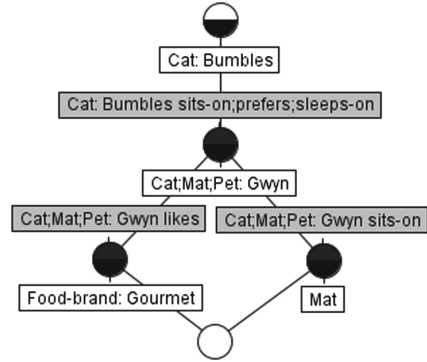 Cat: Bumbles
Cat: Bumbles sits-on;prefers;sleeps-on
Cat;Mat;Pet: Gwyn
Cat;Mat;Pet: Gwyn likes
Cat;Mat;Pet: Gwyn sits-on
Food-brand: Gourmet
Mat